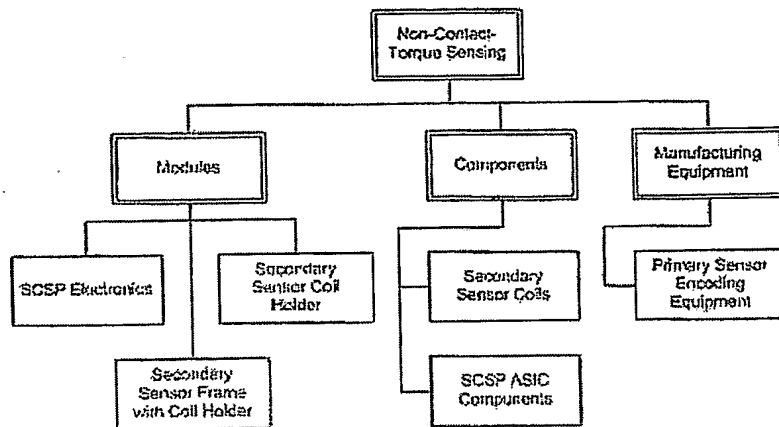 Non-Contact-
Torque Sensing
Modules
Components
Manufacturing
Equipment
SCSP Electronics
Secondary
Sensor Coil
Holder
Secondary
Sensor Coils
Primary Sensor
Encoding
Equipment
Secondary
Sensor Frame
with Coil Holder
SCSP ASIC
Components